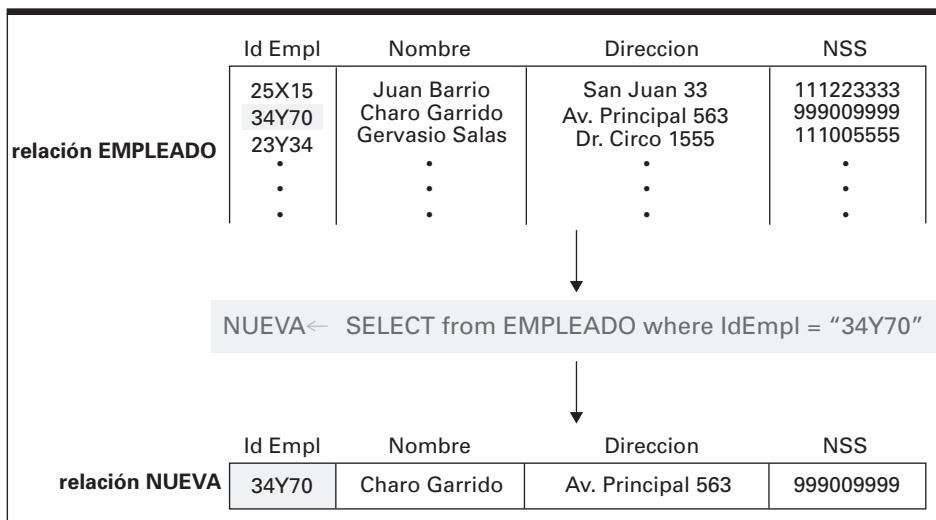 Id Empl Nombre Direccion NSS
25X15 Juan Barrio San Juan 33 111223333
34Y70 Charo Garrido Av. Principal 563 999009999
23Y34 Gervasio Salas Dr. Circo 1555 111005555
relación EMPLEADO
• • • •
• • • •
• • • •
NUEVA← SELECT from EMPLEADO where IdEmpl = “34Y70”
Id Empl Nombre Direccion NSS
relación NUEVA 34Y70 Charo Garrido Av. Principal 563 999009999